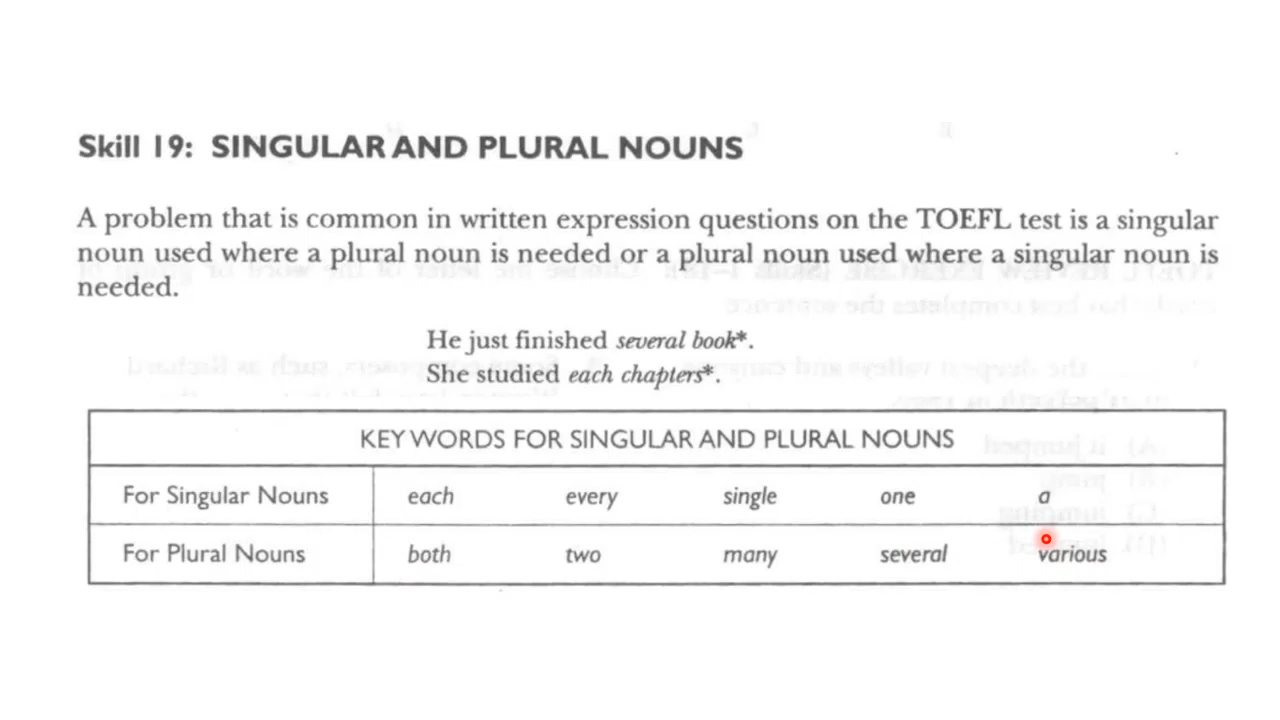 Skill 19: SINGULAR AND PLURAL NOUNS
A problem that is common in written expression questions on the TOEFL test is a singular
noun used where a plural noun is needed or a plural noun used where a singular noun is
needed.
He just finished several book*.
She studied each chapters*.
KEY WORDS FOR SINGULAR AND PLURAL NOUNS
For Singular Nouns each every single one a
For Plural Nouns both two many several various